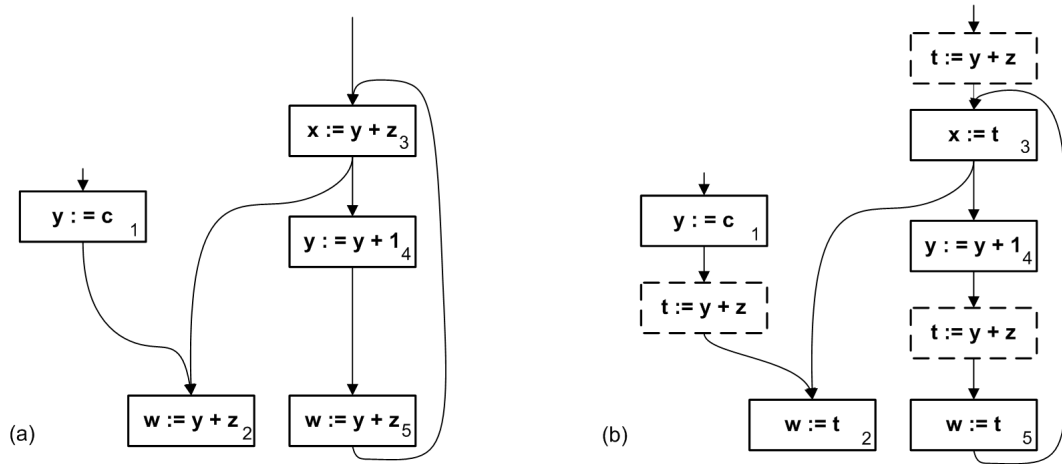 x := y + z 3
y : = c 1
y := y + 1 4
w := y + z 2
w := y + z 5
(a)
t := y + z
x := t 3
y : = c 1
y := y + 1 4
t := y + z
t := y + z
w := t 2
w := t 5
(b)